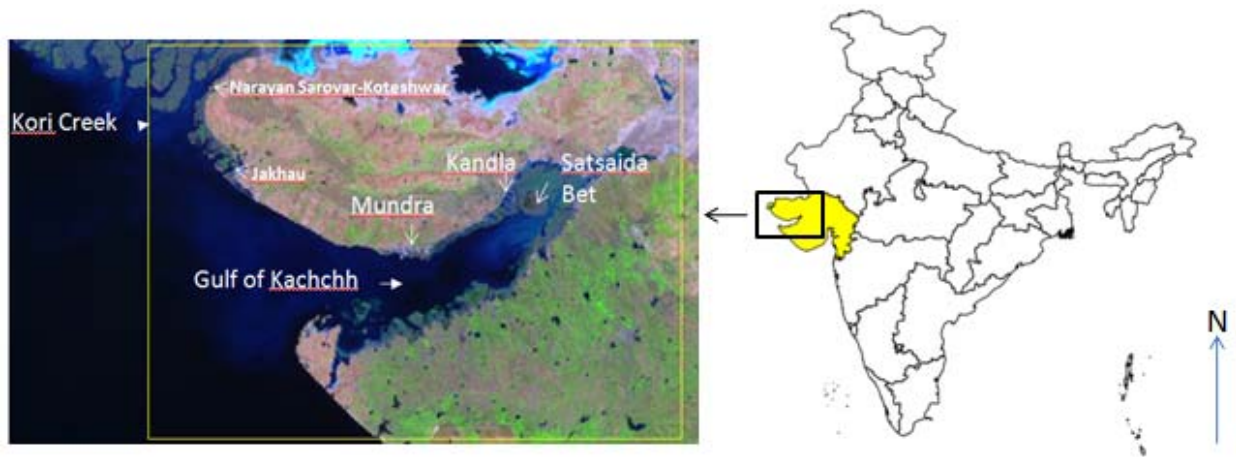 Narayan Sarovar-Koteshwar
Kori Creek
Jakhau
Kandla
Satsaida
Bet
Mundra
Gulf of Kachchh
N